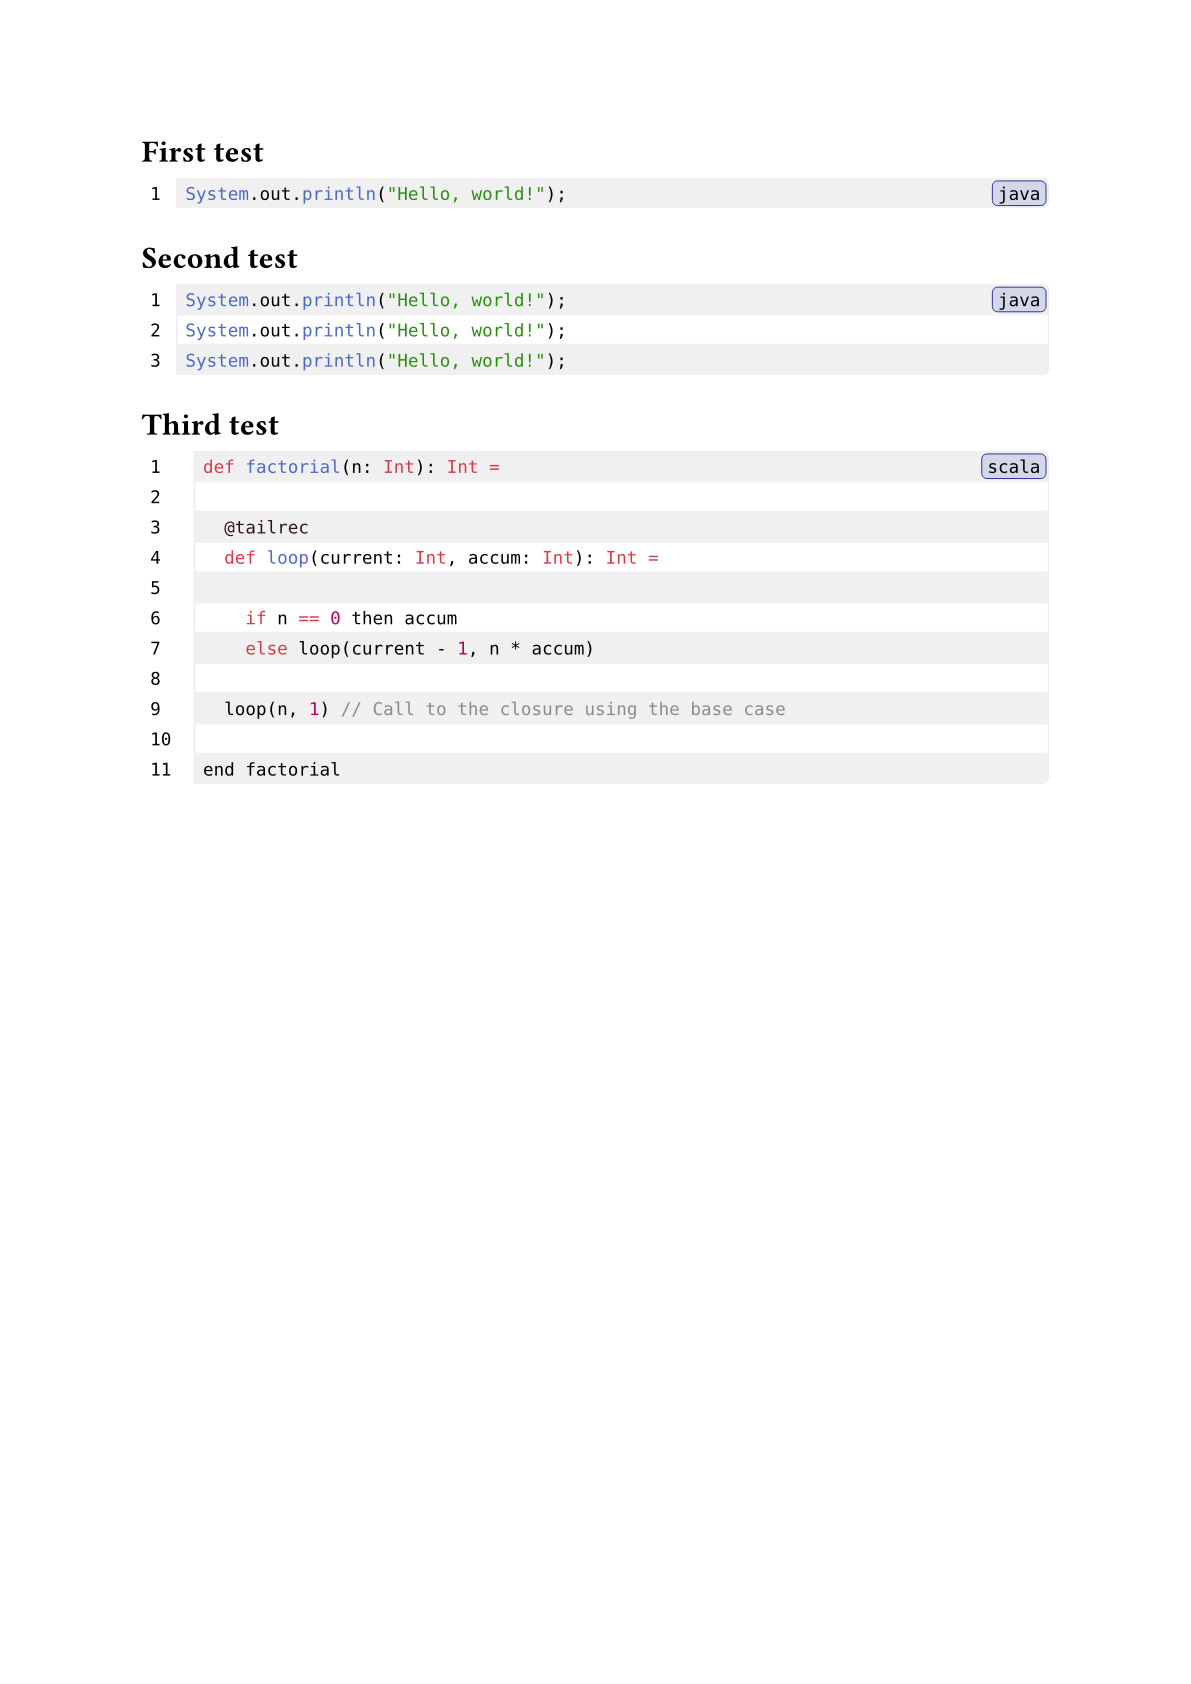 First test
1 System.out.println("Hello, world!"); java
Second test
1 System.out.println("Hello, world!"); java
2 System.out.println("Hello, world!");
3 System.out.println("Hello, world!");
Third test
1 def factorial(n: Int): Int = scala
2
3   @tailrec
4   def loop(current: Int, accum: Int): Int =
5
6     if n == 0 then accum
7     else loop(current - 1, n * accum)
8
9   loop(n, 1) // Call to the closure using the base case
10
11 end factorial